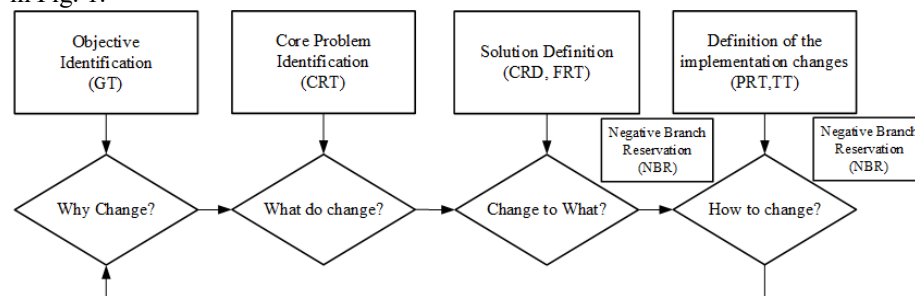 in Fig. 1.
Objective
Identification
(GT)
Core Problem
Identification
(CRT)
Solution Definition
(CRD, FRT)
Definition of the
implementation changes
(PRT,TT)
Negative Branch
Reservation
(NBR)
Negative Branch
Reservation
(NBR)
Why Change?
What do change?
Change to What?
How to change?